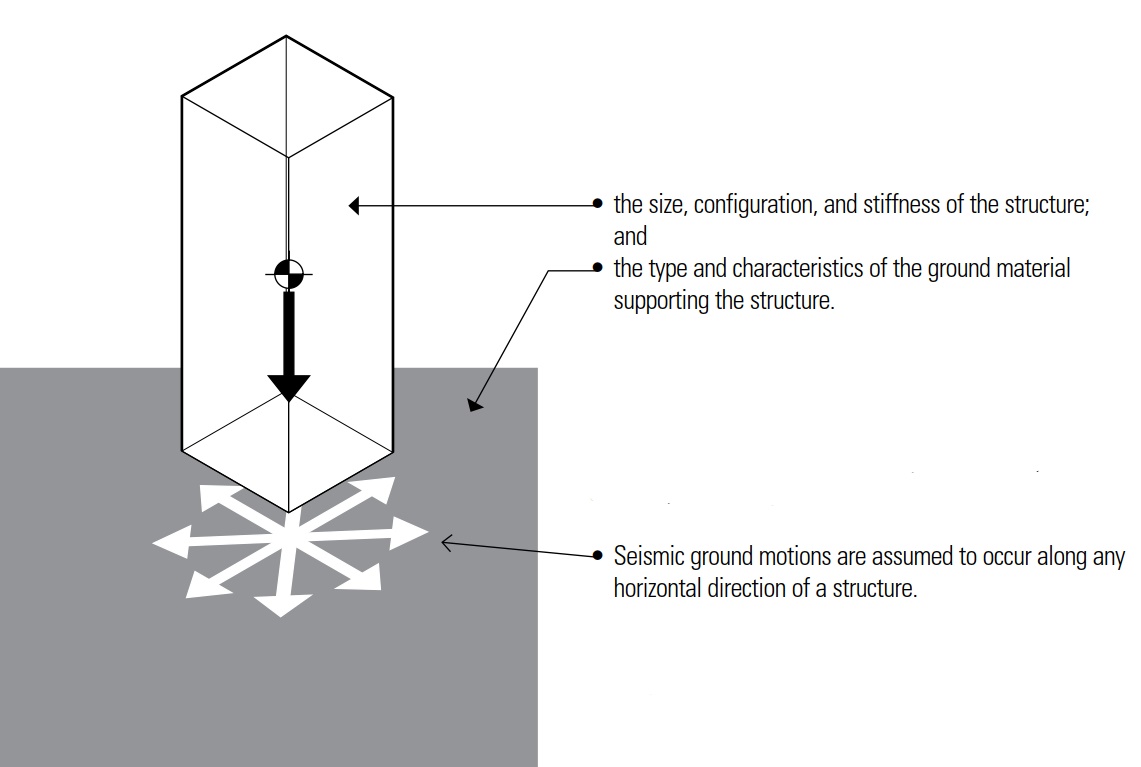 • the size, configuration, and stiffness of the structure;
and
• the type and characteristics of the ground material
supporting the structure.
• Seismic ground motions are assumed to occur along any
horizontal direction of a structure.